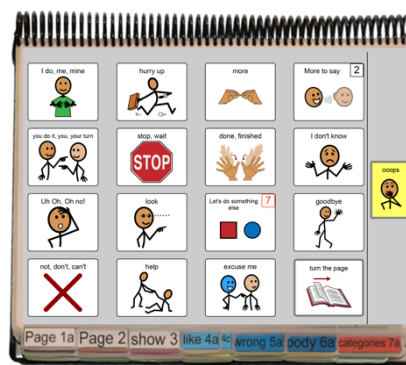 I do, me, mine
hurry up
more
More to say
2
you do it, you, your turn
stop, wait
STOP
done, finished
I don't know
ooops
Uh Oh, Oh no!
look
Let's do something
else
7
goodbye
not, don't, can't
help
excuse me
turn the page
Page 1a
Page 2
show 3
like 4a
4c
wrong 5a
body 6a
categories 7a